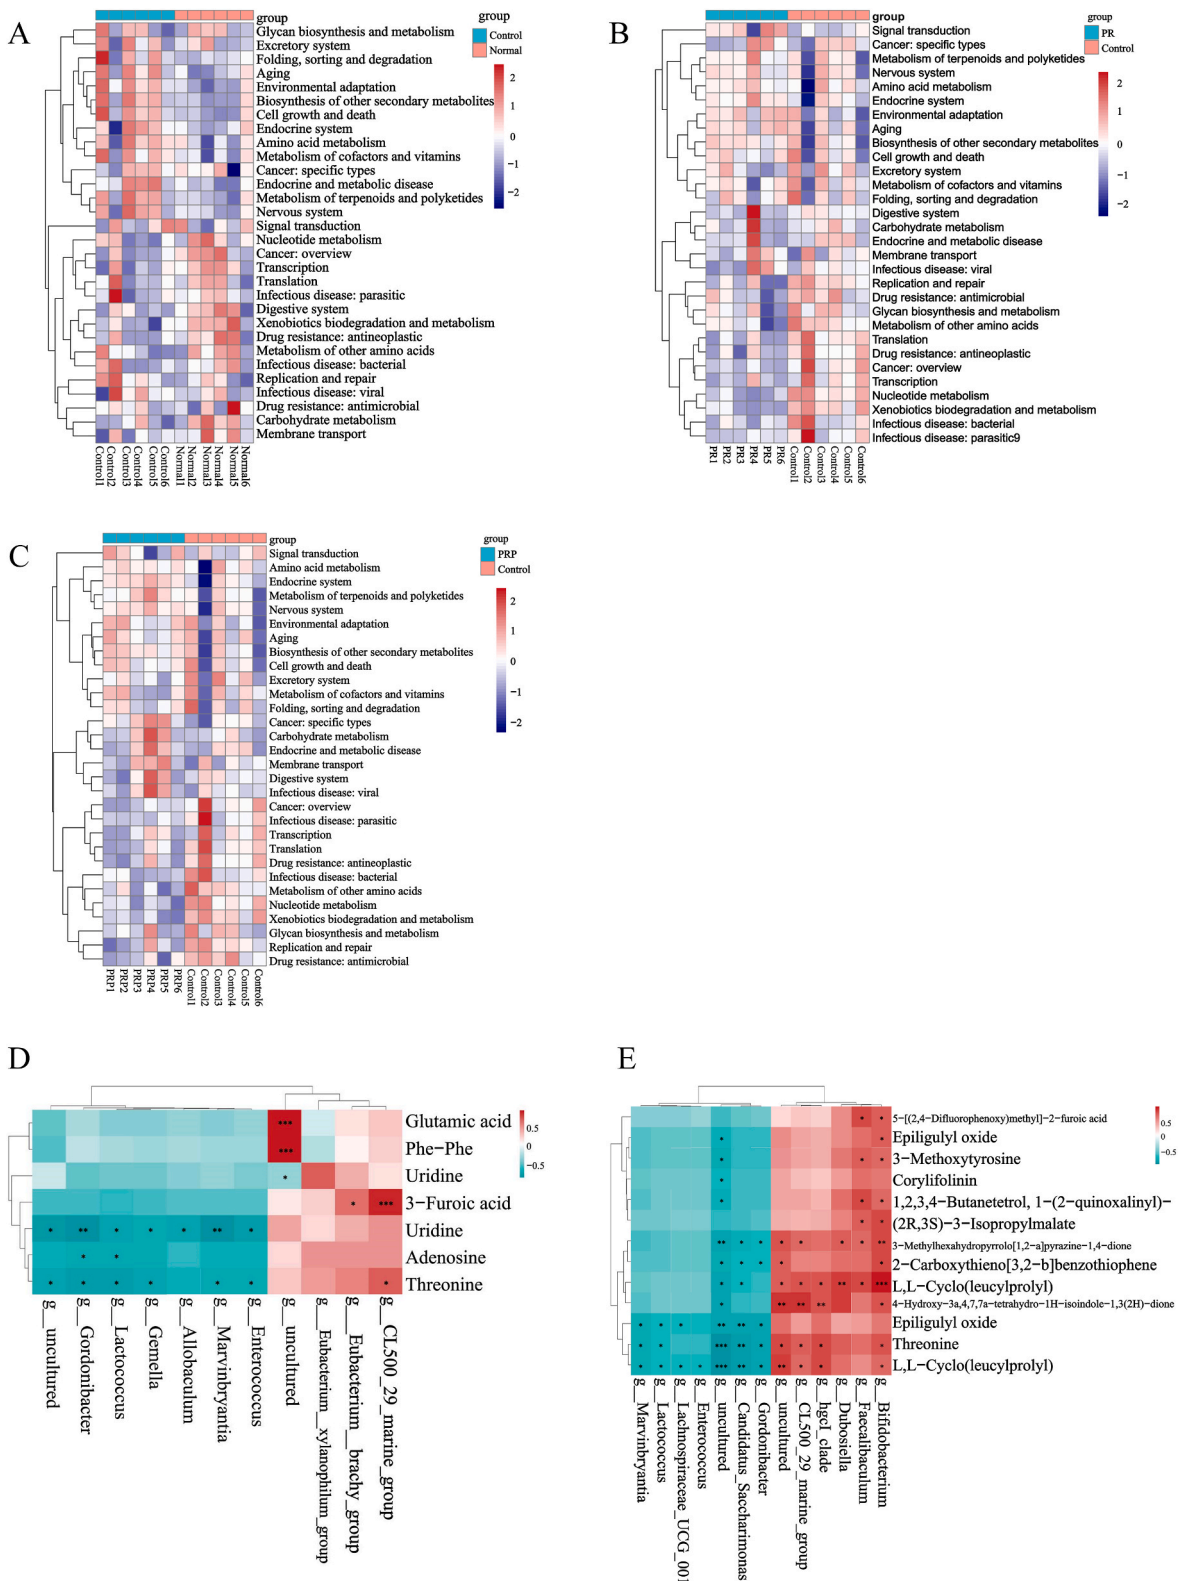 A
group
Glycan biosynthesis and metabolism
Excretory system
Folding, sorting and degradation
Aging
Environmental adaptation
Biosynthesis of other secondary metabolites
Cell growth and death
Endocrine system
Amino acid metabolism
Metabolism of cofactors and vitamins
Cancer: specific types
Endocrine and metabolic disease
Metabolism of terpenoids and polyketides
Nervous system
Signal transduction
Nucleotide metabolism
Cancer: overview
Transcription
Translation
Infectious disease: parasitic
Digestive system
Xenobiotics biodegradation and metabolism
Drug resistance: antineoplastic
Metabolism of other amino acids
Infectious disease: bacterial
Replication and repair
Infectious disease: viral
Drug resistance: antimicrobial
Carbohydrate metabolism
Membrane transport
Control1
Control2
Control3
Control4
Control5
Control6
Normal1
Normal2
Normal3
Normal4
Normal5
Normal6
group
Control
Normal
2
1
0
−1
−2
B
group
Signal transduction
Cancer: specific types
Metabolism of terpenoids and polyketides
Nervous system
Amino acid metabolism
Endocrine system
Environmental adaptation
Aging
Biosynthesis of other secondary metabolites
Cell growth and death
Excretory system
Metabolism of cofactors and vitamins
Folding, sorting and degradation
Digestive system
Carbohydrate metabolism
Endocrine and metabolic disease
Membrane transport
Infectious disease: viral
Replication and repair
Drug resistance: antimicrobial
Glycan biosynthesis and metabolism
Metabolism of other amino acids
Translation
Drug resistance: antineoplastic
Cancer: overview
Transcription
Nucleotide metabolism
Xenobiotics biodegradation and metabolism
Infectious disease: bacterial
Infectious disease: parasitic9
PR1
PR2
PR3
PR4
PR5
PR6
Control1
Control2
Control3
Control4
Control5
Control6
group
PR
Control
2
1
0
−1
−2
C
group
Signal transduction
Amino acid metabolism
Endocrine system
Metabolism of terpenoids and polyketides
Nervous system
Environmental adaptation
Aging
Biosynthesis of other secondary metabolites
Cell growth and death
Excretory system
Metabolism of cofactors and vitamins
Folding, sorting and degradation
Cancer: specific types
Carbohydrate metabolism
Endocrine and metabolic disease
Membrane transport
Digestive system
Infectious disease: viral
Cancer: overview
Infectious disease: parasitic
Transcription
Translation
Drug resistance: antineoplastic
Infectious disease: bacterial
Metabolism of other amino acids
Nucleotide metabolism
Xenobiotics biodegradation and metabolism
Glycan biosynthesis and metabolism
Replication and repair
Drug resistance: antimicrobial
PRP1
PRP2
PRP3
PRP4
PRP5
PRP6
Control1
Control2
Control3
Control4
Control5
Control6
group
PRP
Control
2
1
0
−1
−2
D
Glutamic acid
Phe−Phe
Uridine
3−Furoic acid
Uridine
Adenosine
Threonine
0.5
0
−0.5
g__uncultured
g__Gordonibacter
g__Lactococcus
g__Gemella
g__Allobaculum
g__Marvinbryantia
g__Enterococcus
g__uncultured
g__Eubacterium_xylanophilum_group
g__Eubacterium__brachy_group
g__CL500_29_marine_group
E
5−[(2,4−Difluorophenoxy)methyl]−2−furoic acid
Epiligulyl oxide
3−Methoxytyrosine
Corylifolinin
1,2,3,4−Butanetetrol, 1−(2−quinoxalinyl)−
(2R,3S)−3−Isopropylmalate
3−Methylhexahydropyrrolo[1,2−a]pyrazine−1,4−dione
2−Carboxythieno[3,2−b]benzothiophene
L,L−Cyclo(leucylprolyl)
4−Hydroxy−3a,4,7,7a−tetrahydro−1H−isoindole−1,3(2H)−dione
Epiligulyl oxide
Threonine
L,L−Cyclo(leucylprolyl)
0.5
0
−0.5
g__Marvinbryantia
g__Lactococcus
g__Lachnospiraceae_UCG_001
g__Enterococcus
g__uncultured
g__Candidatus_Saccharimonas
g__Gordonibacter
g__uncultured
g__CL500_29_marine_group
g__hgcI_clade
g__Dubosiella
g__Faecalibaculum
g__Bifidobacterium